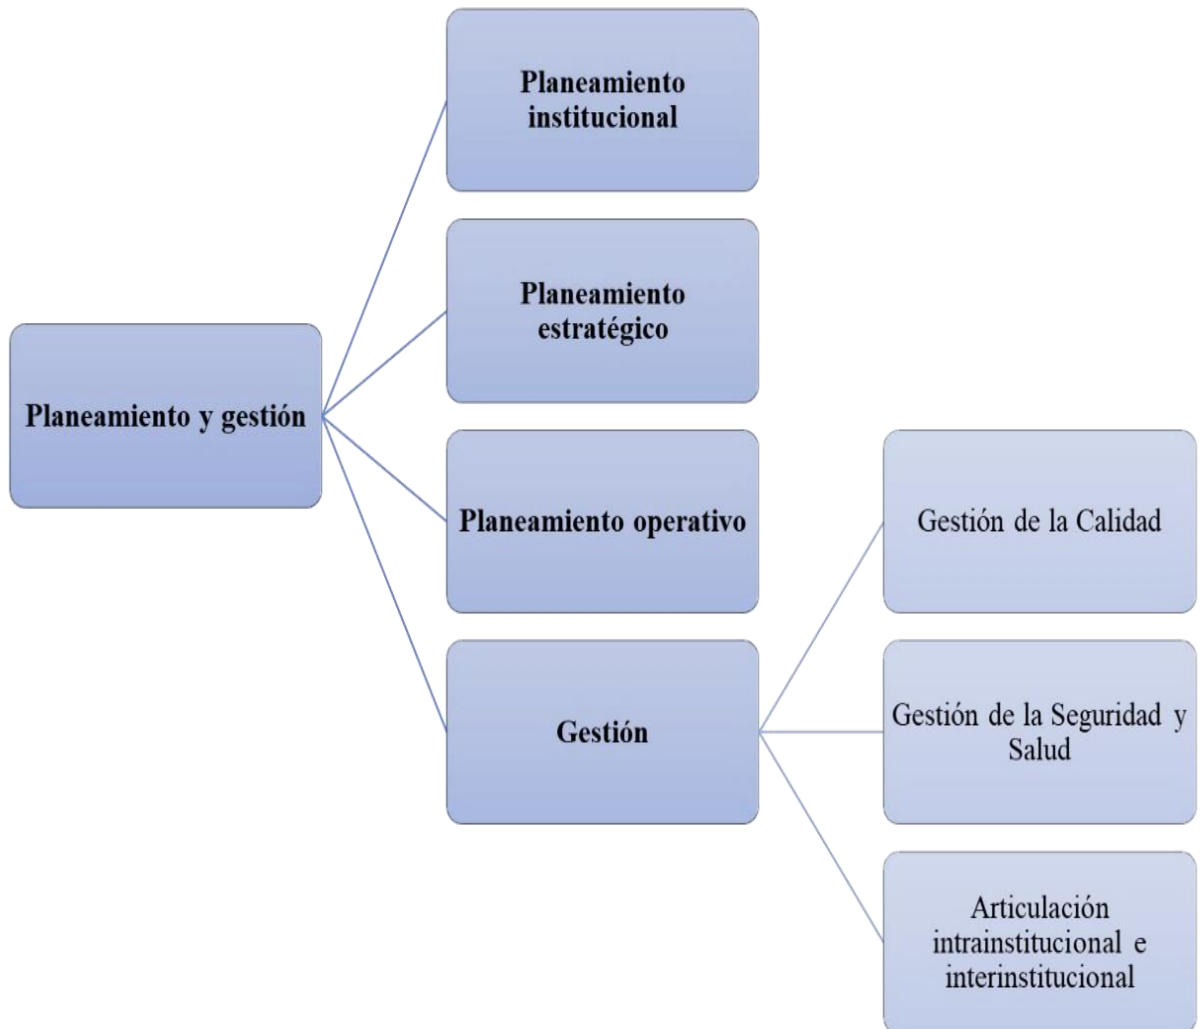 Planeamiento
institucional
Planeamiento
estratégico
Planeamiento y gestión
Planeamiento operativo
Gestión
Gestión de la Calidad
Gestión de la Seguridad y
Salud
Articulación
intrainstitucional e
interinstitucional